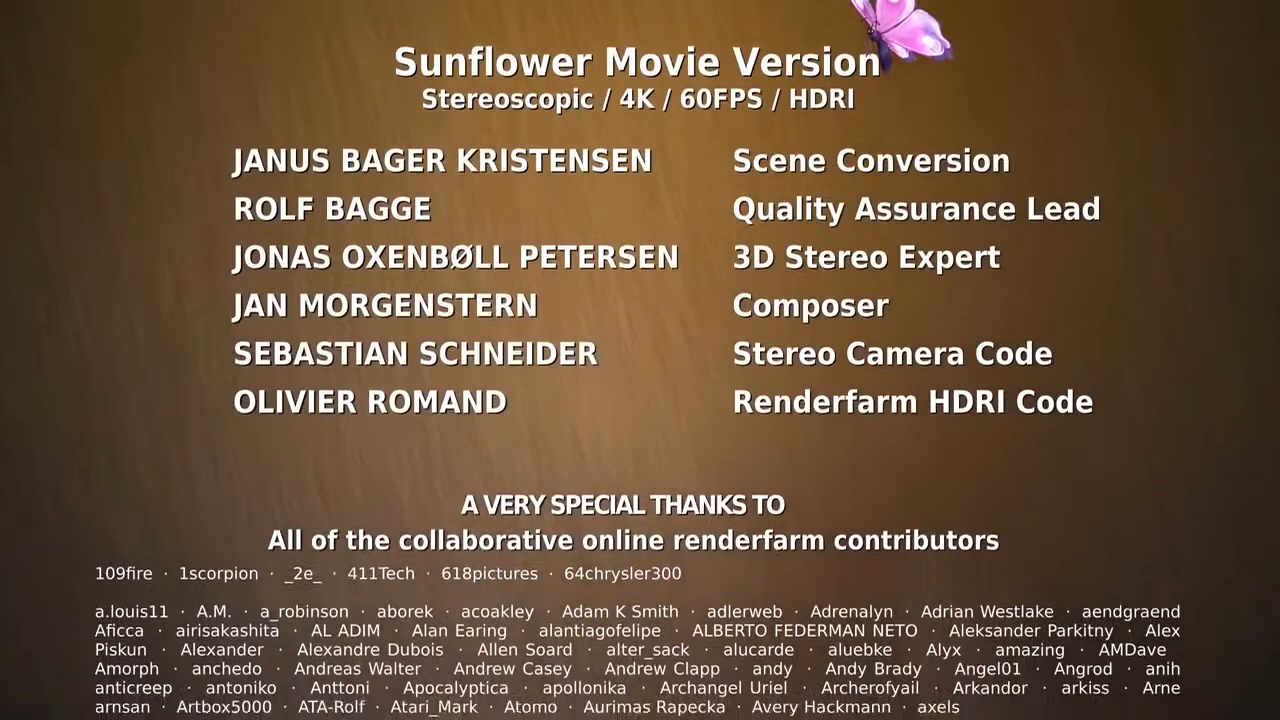 Sunflower Movie Version
Stereoscopic / 4K / 60FPS / HDRI
JANUS BAGER KRISTENSEN Scene Conversion
ROLF BAGGE Quality Assurance Lead
JONAS OXENBØLL PETERSEN 3D Stereo Expert
JAN MORGENSTERN Composer
SEBASTIAN SCHNEIDER Stereo Camera Code
OLIVIER ROMAND Renderfarm HDRI Code
A VERY SPECIAL THANKS TO
All of the collaborative online renderfarm contributors
109fire · 1scorpion · _2e_ · 411Tech · 618pictures · 64chrysler300
a.louis11 · A.M. · a_robinson · aborek · acoakley · Adam K Smith · adlerweb · Adrenalyn · Adrian Westlake · aendgraend
Aficca · airisakashita · AL ADIM · Alan Earing · alantiagofelipe · ALBERTO FEDERMAN NETO · Aleksander Parkitny · Alex
Piskun · Alexander · Alexandre Dubois · Allen Soard · alter_sack · alucarde · aluebke · Alyx · amazing · AMDave
Amorph · anchedo · Andreas Walter · Andrew Casey · Andrew Clapp · andy · Andy Brady · Angel01 · Angrod · anih
anticreep · antoniko · Anttoni · Apocalyptica · apollonika · Archangel Uriel · Archerofyail · Arkandor · arkiss · Arne
arnsan · Artbox5000 · ATA-Rolf · Atari_Mark · Atomo · Aurimas Rapecka · Avery Hackmann · axels